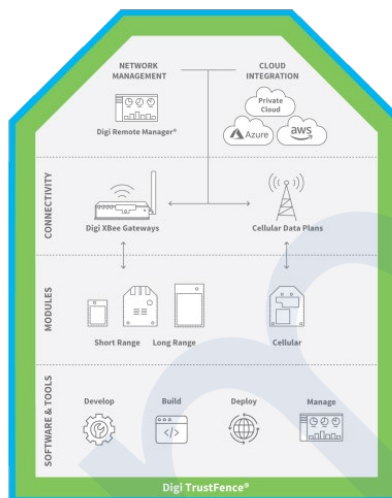 NETWORK
MANAGEMENT
CLOUD
INTEGRATION
Private
Cloud
Azure
aws
Digi Remote Manager®
CONNECTIVITY
Digi XBee Gateways
Cellular Data Plans
MODULES
Short Range
Long Range
Cellular
SOFTWARE & TOOLS
Develop
Build
Deploy
Manage
</>
Digi TrustFence®